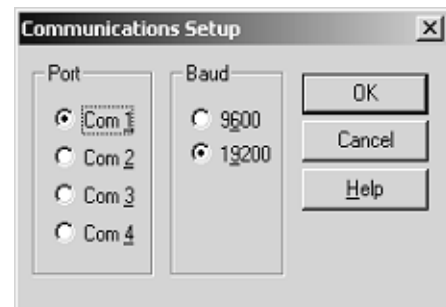 Communications Setup
Port
Com 1
Com 2
Com 3
Com 4
Baud
9600
19200
OK
Cancel
Help